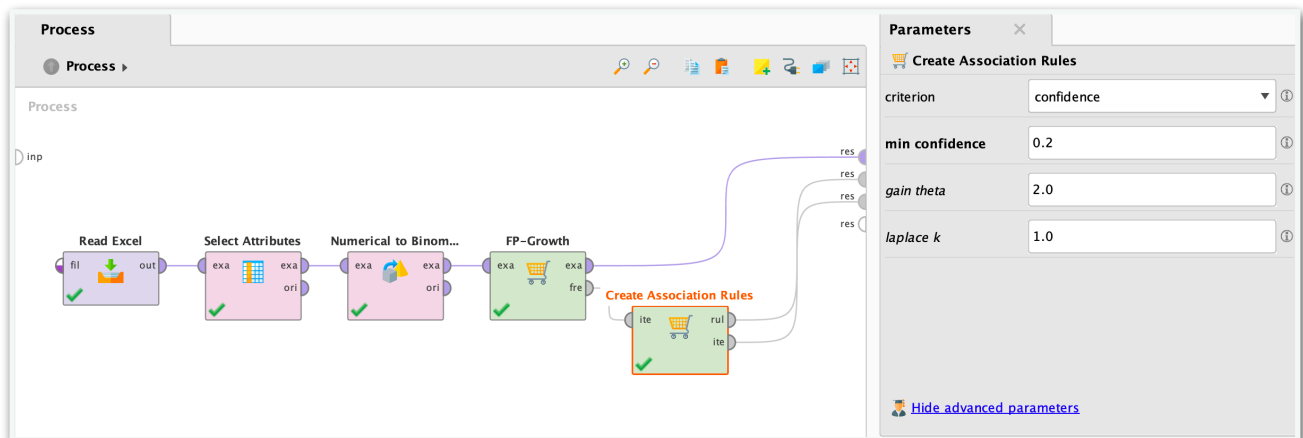 Process
Process
Process
inp
res
res
res
res
Read Excel
fil
out
Select Attributes
exa
exa
ori
Numerical to Binom...
exa
exa
ori
FP-Growth
exa
exa
fre
Create Association Rules
ite
rul
ite
Parameters
Create Association Rules
criterion
confidence
min confidence
0.2
gain theta
2.0
laplace k
1.0
Hide advanced parameters